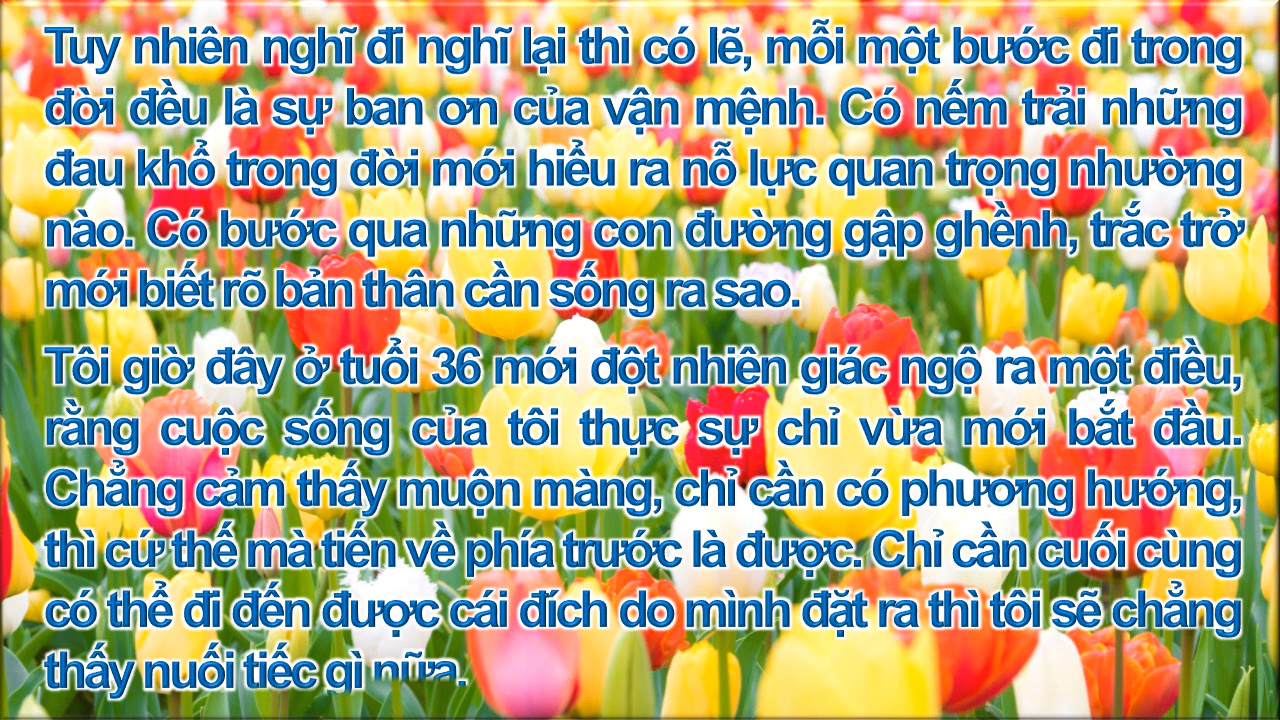 Tuy nhiên nghĩ đi nghĩ lại thì có lẽ, mỗi một bước đi trong
đời đều là sự ban ơn của vận mệnh. Có nếm trải những
đau khổ trong đời mới hiểu ra nỗ lực quan trọng nhường
nào. Có bước qua những con đường gập ghềnh, trắc trở
mới biết rõ bản thân cần sống ra sao.
Tôi giờ đây ở tuổi 36 mới đột nhiên giác ngộ ra một điều,
rằng cuộc sống của tôi thực sự chỉ vừa mới bắt đầu.
Chẳng cảm thấy muộn màng, chỉ cần có phương hướng,
thì cứ thế mà tiến về phía trước là được. Chỉ cần cuối cùng
có thể đi đến được cái đích do mình đặt ra thì tôi sẽ chẳng
thấy nuối tiếc gì nữa.